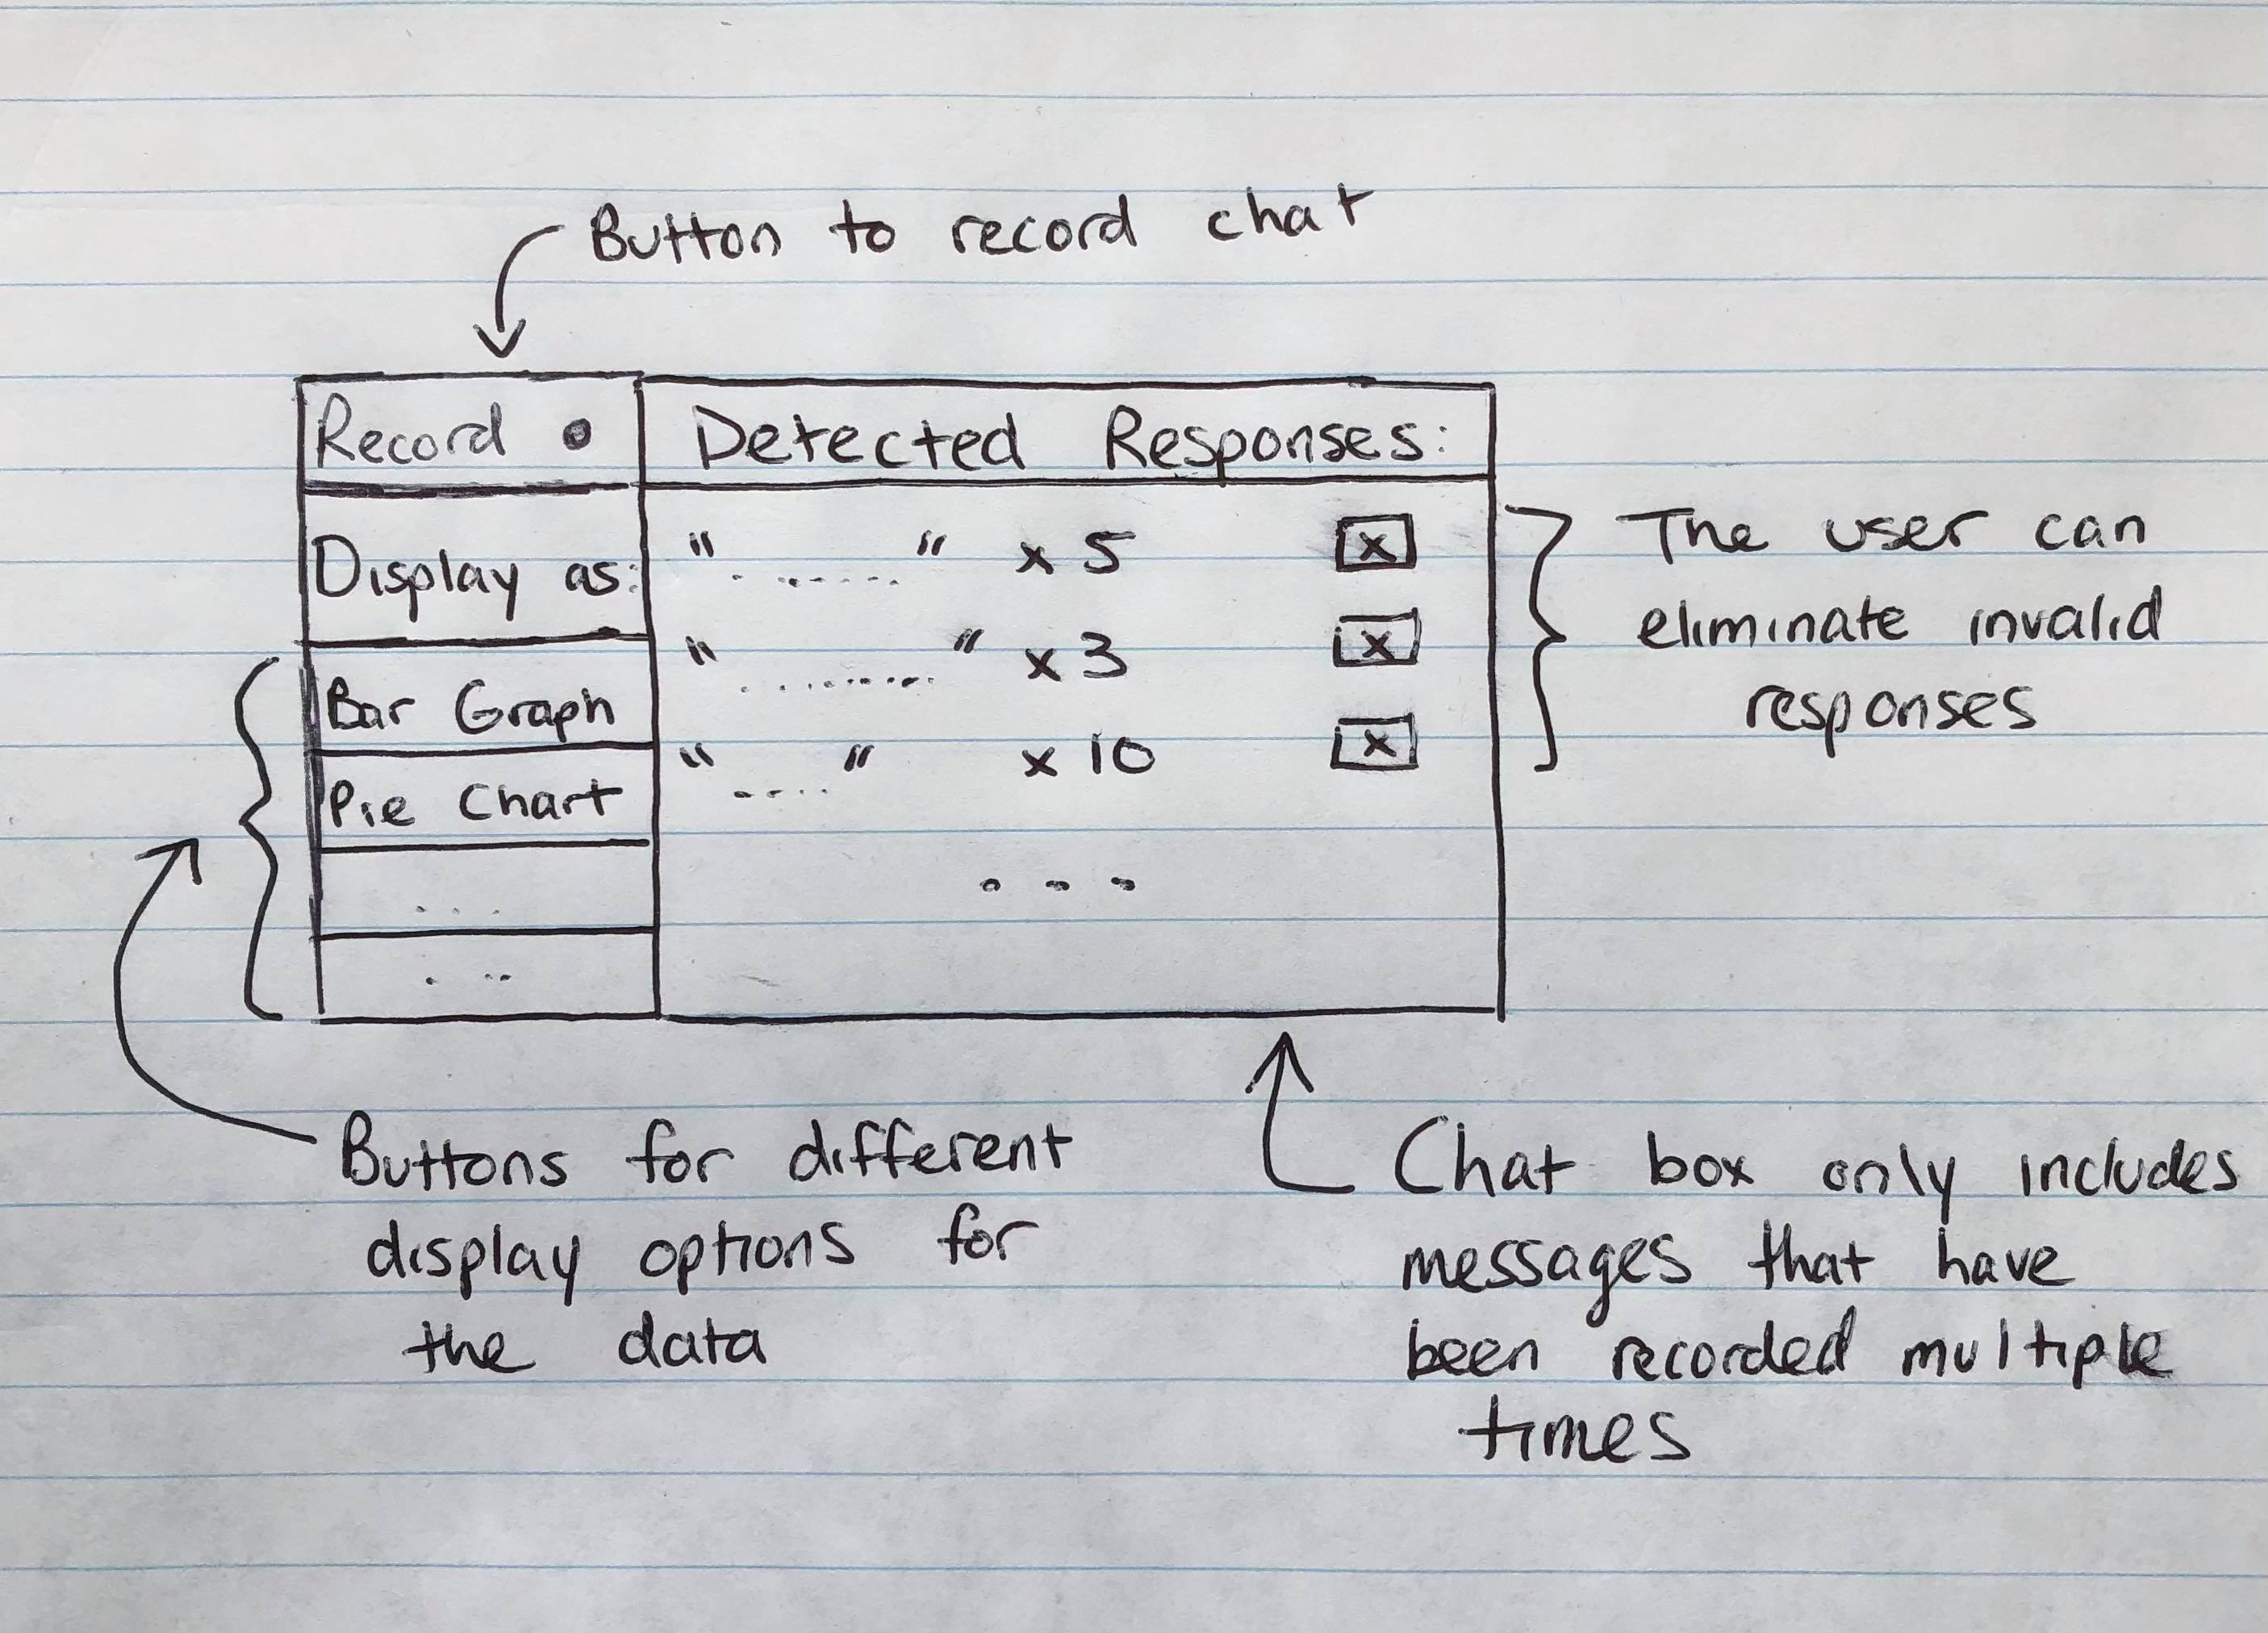 Button to record chat
Record ●
Detected Responses:
Display as:
" ......... " x 5 x
" ......... " x 3 x
" ..... " x 10 x
. . .
Bar Graph
Pie Chart
. . .
. . .
The user can
eliminate invalid
responses
Buttons for different
display options for
the data
Chat box only includes
messages that have
been recorded multiple
times